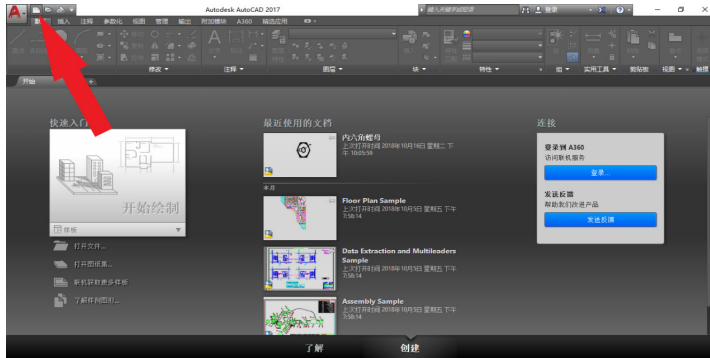 Autodesk AutoCAD 2017
键入关键字或短语
登录
默认 插入 注释 参数化 视图 管理 输出 附加模块 A360 精选应用
修改 注释 图层 块 特性 组 实用工具 剪贴板 视图
开始
快速入门
开始绘制
样板
打开文件...
打开图纸集...
联机获取更多样板
了解样例图形...
最近使用的文档
内六角螺母
上次打开时间 2018年10月16日 星期二 下
午 10:05:59
本月
Floor Plan Sample
上次打开时间 2018年10月5日 星期五 下午
7:58:14
Data Extraction and Multileaders
Sample
上次打开时间 2018年10月5日 星期五 下午
7:58:14
Assembly Sample
上次打开时间 2018年10月5日 星期五 下午
7:58:14
连接
登录到 A360
访问联机服务
登录...
发送反馈
帮助我们改进产品
发送反馈
了解 创建